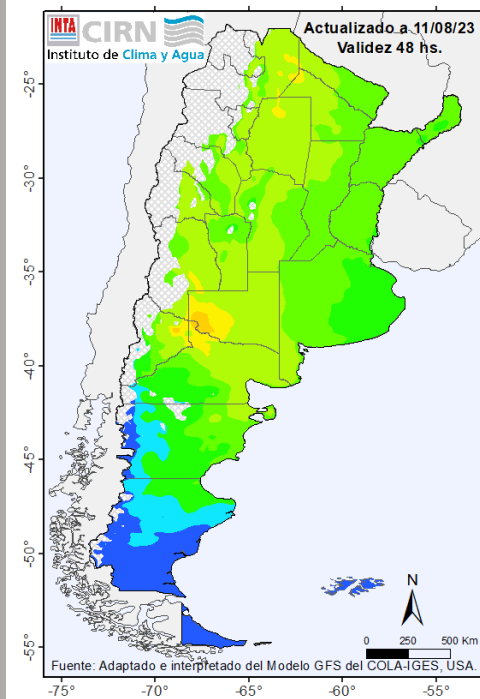 INTA CIRN
Instituto de Clima y Agua
Actualizado a 11/08/23
Validez 48 hs.
-25°
-30°
-35°
-40°
-45°
-50°
-55°
N
0 250 500 Km
Fuente: Adaptado e interpretado del Modelo GFS del COLA-IGES, USA.
-75° -70° -65° -60° -55°